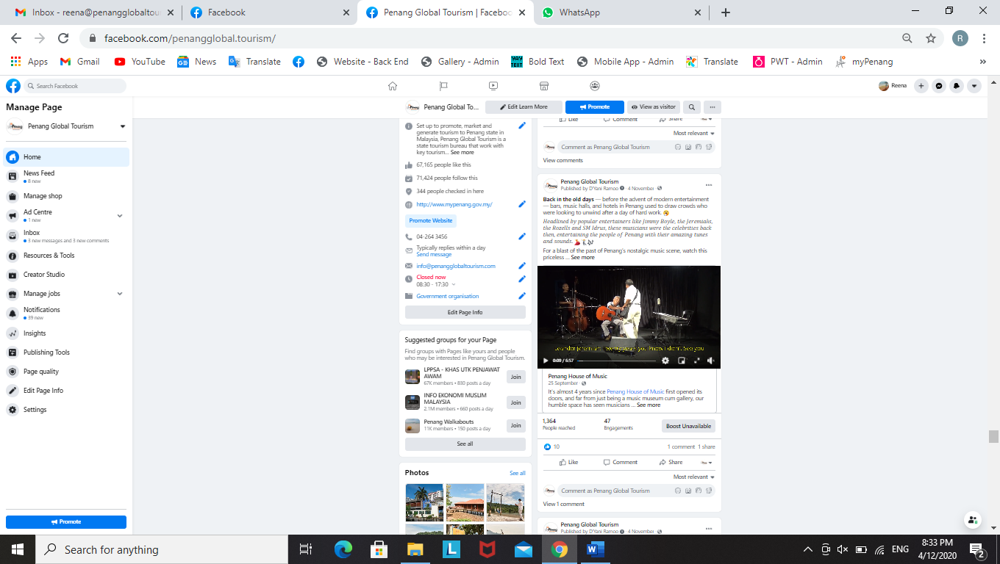 Inbox - reena@penangglobaltou
Facebook
Penang Global Tourism | Faceboo
WhatsApp
facebook.com/penangglobal.tourism/
R
Apps
Gmail
YouTube
News
Translate
Website - Back End
Gallery - Admin
YAY TEXT
Bold Text
Mobile App - Admin
Translate
PWT - Admin
myPenang
Search Facebook
Reena
Manage Page
Penang Global Tourism
Home
News Feed
8 new
Manage shop
Ad Centre
1 new
Inbox
3 new messages and 3 new comments
Resources & Tools
Creator Studio
Manage jobs
Notifications
39 new
Insights
Publishing Tools
Page quality
Edit Page Info
Settings
Promote
Penang Global To...
Edit Learn More
Promote
View as visitor
Set up to promote, market and
generate tourism to Penang state in
Malaysia, Penang Global Tourism is a
state tourism bureau that work with
key tourism... See more
67,165 people like this
71,424 people follow this
344 people checked in here
http://www.mypenang.gov.my/
Promote Website
04-264 3456
Typically replies within a day
Send message
info@penangglobaltourism.com
Closed now
08:30 - 17:30
Government organisation
Edit Page Info
Suggested groups for your Page
Find groups with Pages like yours and people
who may be interested in Penang Global Tourism.
LPPSA - KHAS UTK PENJAWAT
AWAM
67K members • 830 posts a day
Join
INFO EKONOMI MUSLIM
MALAYSIA
2.1M members • 660 posts a day
Join
Penang Walkabouts
11K members • 150 posts a day
Join
See all
Photos
See all
Like
Comment
Share
Most relevant
Comment as Penang Global Tourism
View comments
Penang Global Tourism
Published by D'Yani Ramoo · 4 November ·
Back in the old days — before the advent of modern entertainment
— bars, music halls, and hotels in Penang used to draw crowds who
were looking to unwind after a day of hard work.
Headlined by popular entertainers like Jimmy Boyle, the Jeremiahs,
the Rozells and SM Idrus, these musicians were the celebrities back
then, entertaining the people of Penang with their amazing tunes
and sounds.
For a blast of the past of Penang's nostalgic music scene, watch this
priceless ... See more
you know I didn't. See you
0:09 / 6:57
Penang House of Music
25 September ·
It's almost 4 years since Penang House of Music first opened its
doors, and far from just being a music museum cum gallery, our
humble space has seen musicians ... See more
1,364
People reached
47
Engagements
Boost Unavailable
10
1 comment 1 share
Like
Comment
Share
Most relevant
Comment as Penang Global Tourism
View 1 comment
Penang Global Tourism
Published by D'Yani Ramoo · 4 November ·
Search for anything
L
W
ENG
8:33 PM
4/12/2020
2